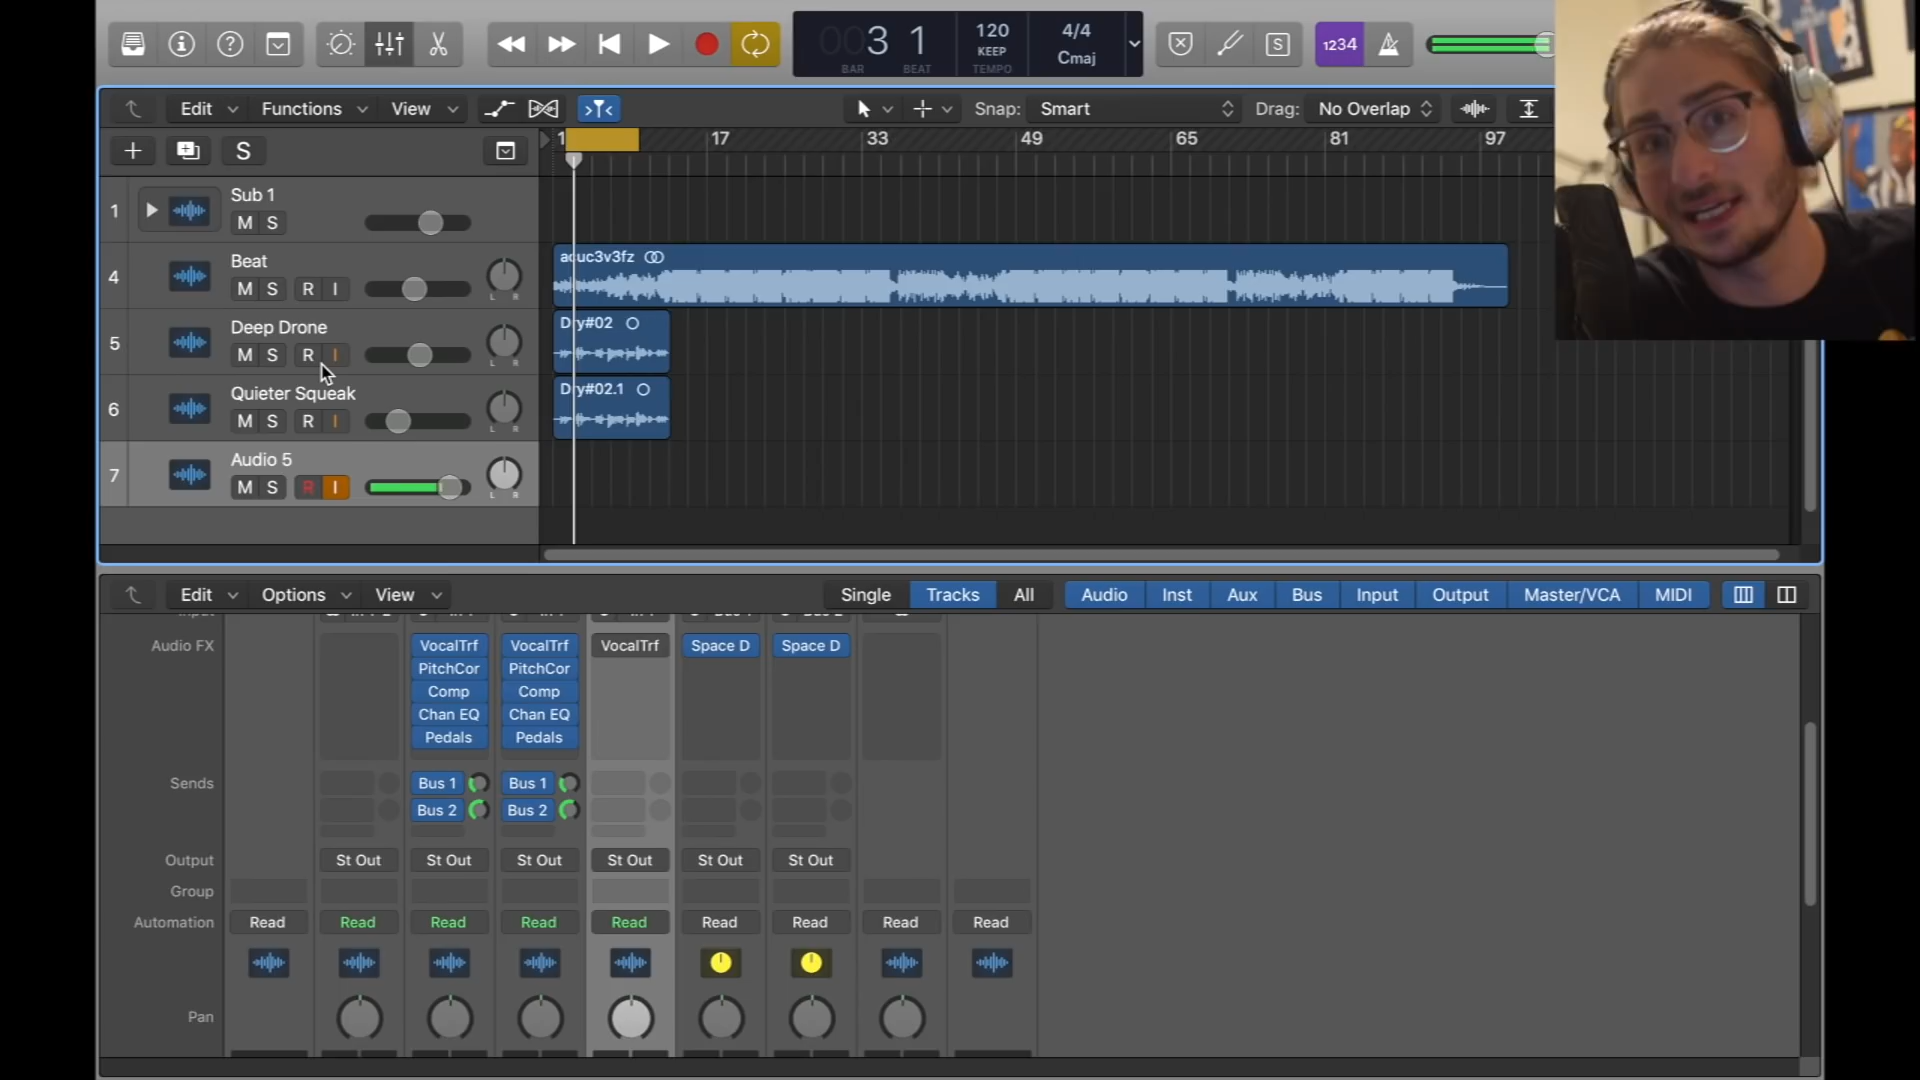 003 1 120 4/4
BAR BEAT KEEP Cmaj
TEMPO
1234
S
Edit Functions View Snap: Smart Drag: No Overlap
S
1 17 33 49 65 81 97
1 Sub 1
M S
4 Beat
M S R I L R
acuc3v3fz
5 Deep Drone
M S R I L R
Dry#02
6 Quieter Squeak
M S R I L R
Dry#02.1
7 Audio 5
M S R I L R
Edit Options View Single Tracks All Audio Inst Aux Bus Input Output Master/VCA MIDI
Audio FX VocalTrf VocalTrf VocalTrf Space D Space D
PitchCor PitchCor
Comp Comp
Chan EQ Chan EQ
Pedals Pedals
Sends Bus 1 Bus 1
Bus 2 Bus 2
Output St Out St Out St Out St Out St Out St Out
Group
Automation Read Read Read Read Read Read Read Read Read
Pan